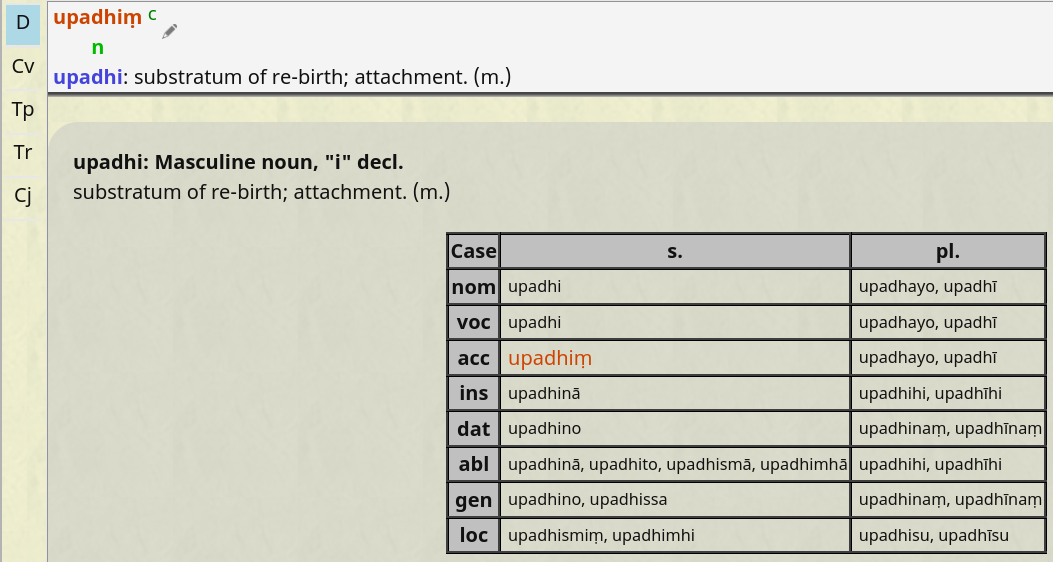 D
Cv
Tp
Tr
Cj
upadhiṃ c
n
upadhi: substratum of re-birth; attachment. (m.)
upadhi: Masculine noun, "i" decl.
substratum of re-birth; attachment. (m.)
Case s. pl.
nom upadhi upadhayo, upadhī
voc upadhi upadhayo, upadhī
acc upadhiṃ upadhayo, upadhī
ins upadhinā upadhihi, upadhīhi
dat upadhino upadhinaṃ, upadhīnaṃ
abl upadhinā, upadhito, upadhismā, upadhimhā upadhihi, upadhīhi
gen upadhino, upadhissa upadhinaṃ, upadhīnaṃ
loc upadhismiṃ, upadhimhi upadhisu, upadhīsu